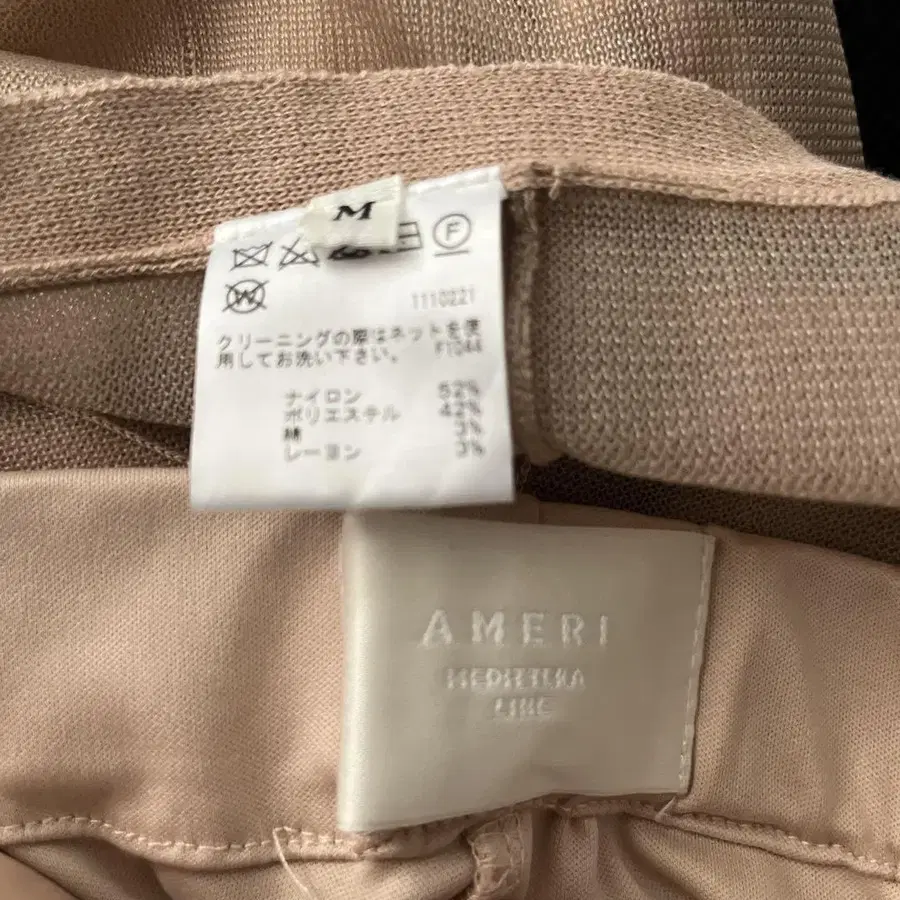 M
F
W
1110221
クリーニングの際はネットを使
用してお洗い下さい。 F1044
ナイロン 52%
ポリエステル 42%
綿 3%
レーヨン 3%
AMERI
MEDITTERA
LINE